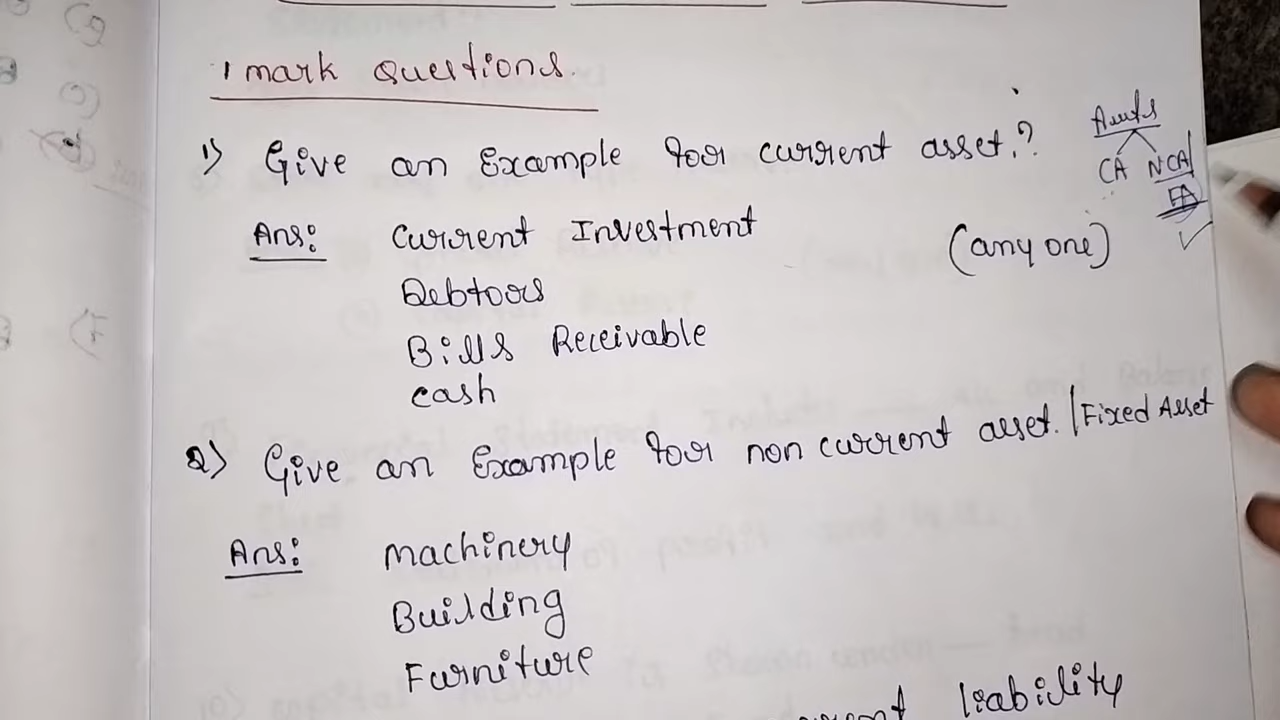 1 mark questions.
1) Give an Example for current asset.?
Assets
CA NCA
FA
Ans: Current Investment (any one)
Debtors
Bills Receivable
cash
2) Give an Example for non current asset. | Fixed Asset
Ans: Machinery
Building
Furniture
liability